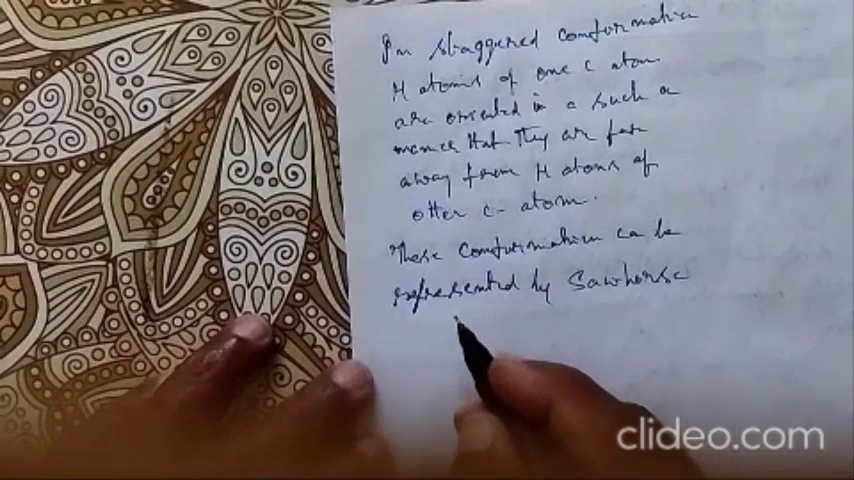 In staggered conformation
H atoms of one C atom
are oriented in a such a
manner that they are far
away from H atoms of
other C- atom.
These conformation can be
represented by Sawhorse
clideo.com